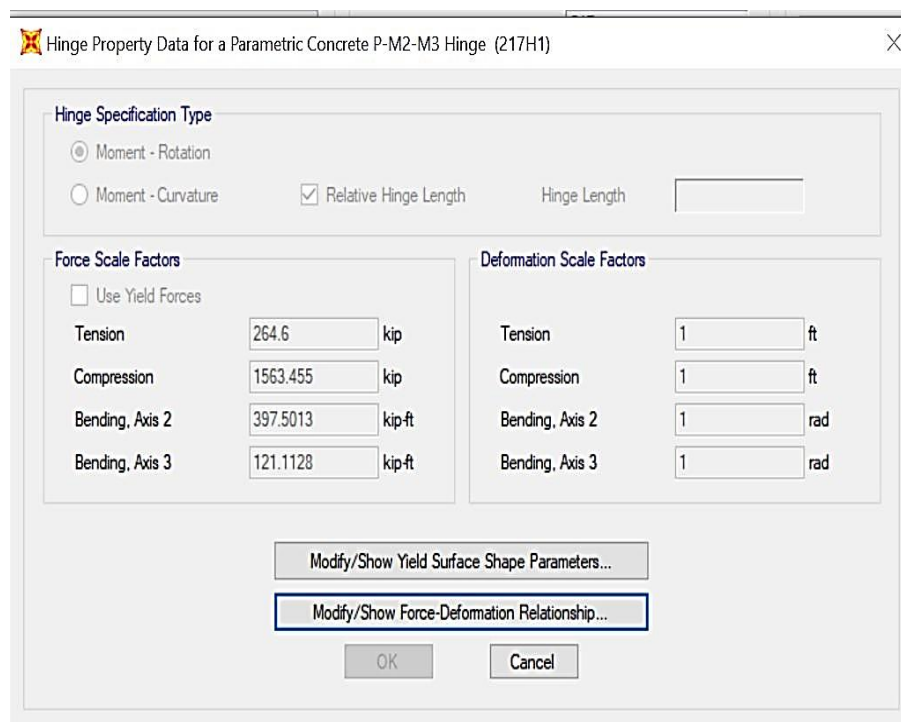 Hinge Property Data for a Parametric Concrete P-M2-M3 Hinge (217H1)
Hinge Specification Type
Moment - Rotation
Moment - Curvature Relative Hinge Length Hinge Length
Force Scale Factors
Use Yield Forces
Tension 264.6 kip
Compression 1563.455 kip
Bending, Axis 2 397.5013 kip-ft
Bending, Axis 3 121.1128 kip-ft
Deformation Scale Factors
Tension 1 ft
Compression 1 ft
Bending, Axis 2 1 rad
Bending, Axis 3 1 rad
Modify/Show Yield Surface Shape Parameters...
Modify/Show Force-Deformation Relationship...
OK Cancel